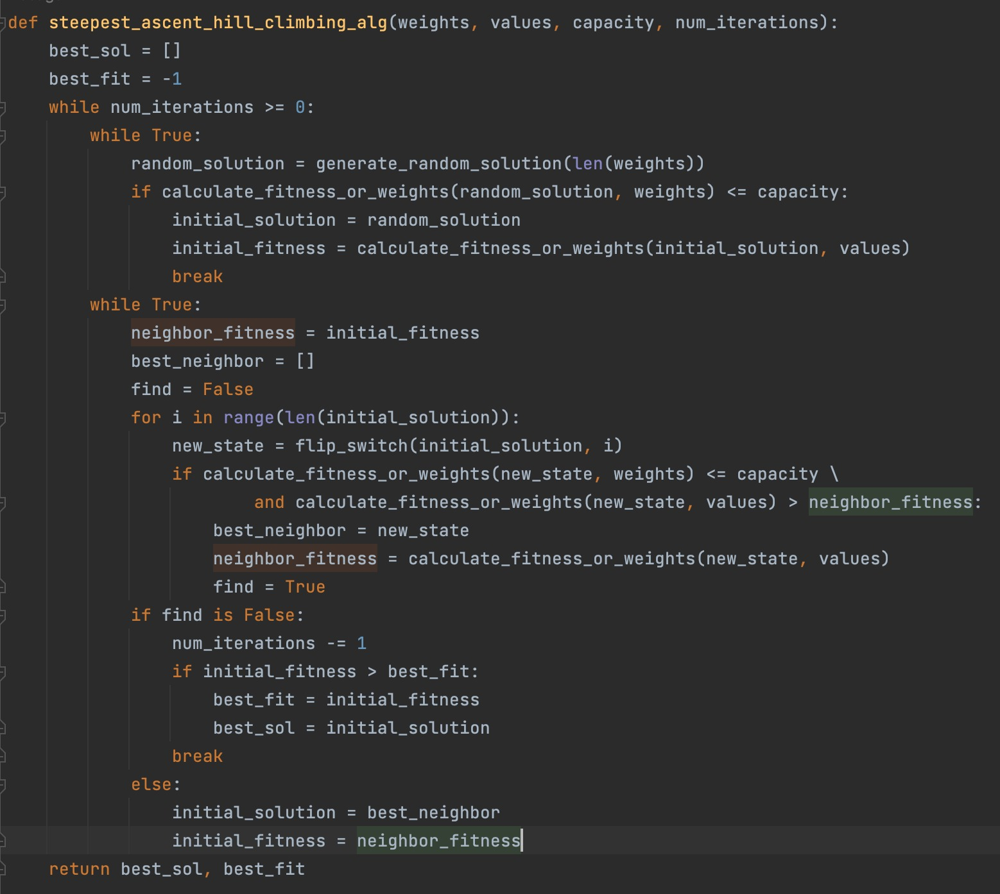 def steepest_ascent_hill_climbing_alg(weights, values, capacity, num_iterations):
    best_sol = []
    best_fit = -1
    while num_iterations >= 0:
        while True:
            random_solution = generate_random_solution(len(weights))
            if calculate_fitness_or_weights(random_solution, weights) <= capacity:
                initial_solution = random_solution
                initial_fitness = calculate_fitness_or_weights(initial_solution, values)
                break
        while True:
            neighbor_fitness = initial_fitness
            best_neighbor = []
            find = False
            for i in range(len(initial_solution)):
                new_state = flip_switch(initial_solution, i)
                if calculate_fitness_or_weights(new_state, weights) <= capacity \
                        and calculate_fitness_or_weights(new_state, values) > neighbor_fitness:
                    best_neighbor = new_state
                    neighbor_fitness = calculate_fitness_or_weights(new_state, values)
                    find = True
            if find is False:
                num_iterations -= 1
                if initial_fitness > best_fit:
                    best_fit = initial_fitness
                    best_sol = initial_solution
                break
            else:
                initial_solution = best_neighbor
                initial_fitness = neighbor_fitness
    return best_sol, best_fit